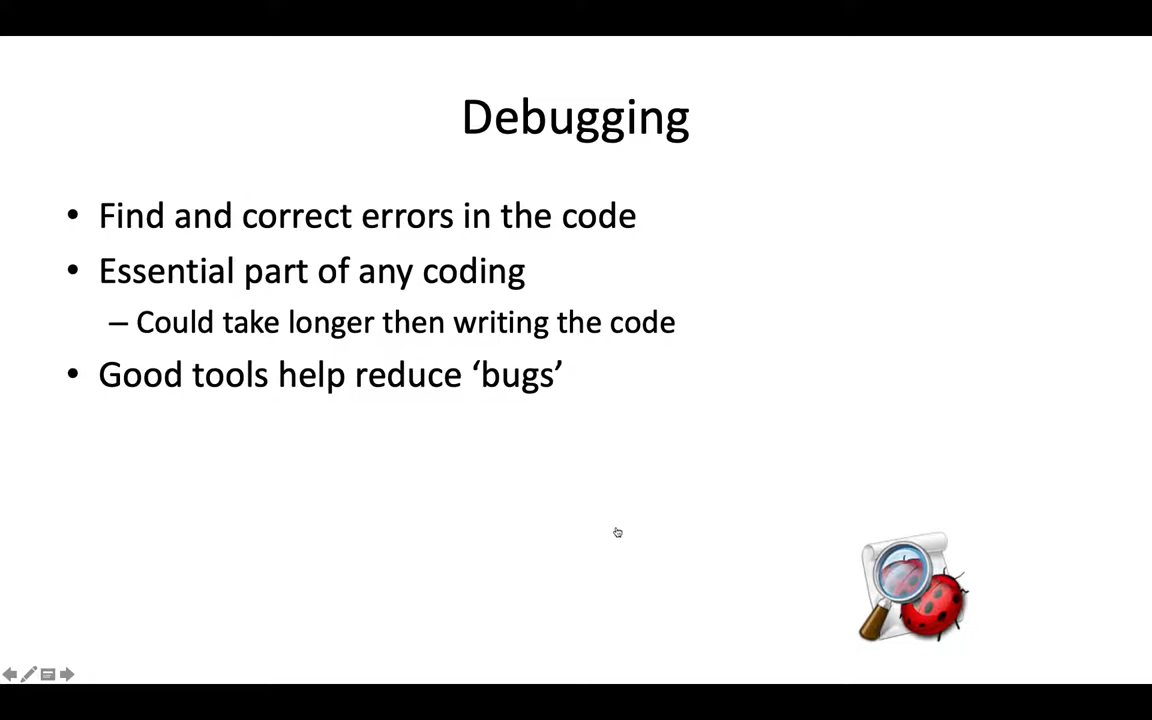 Debugging
• Find and correct errors in the code
• Essential part of any coding
– Could take longer then writing the code
• Good tools help reduce ‘bugs’